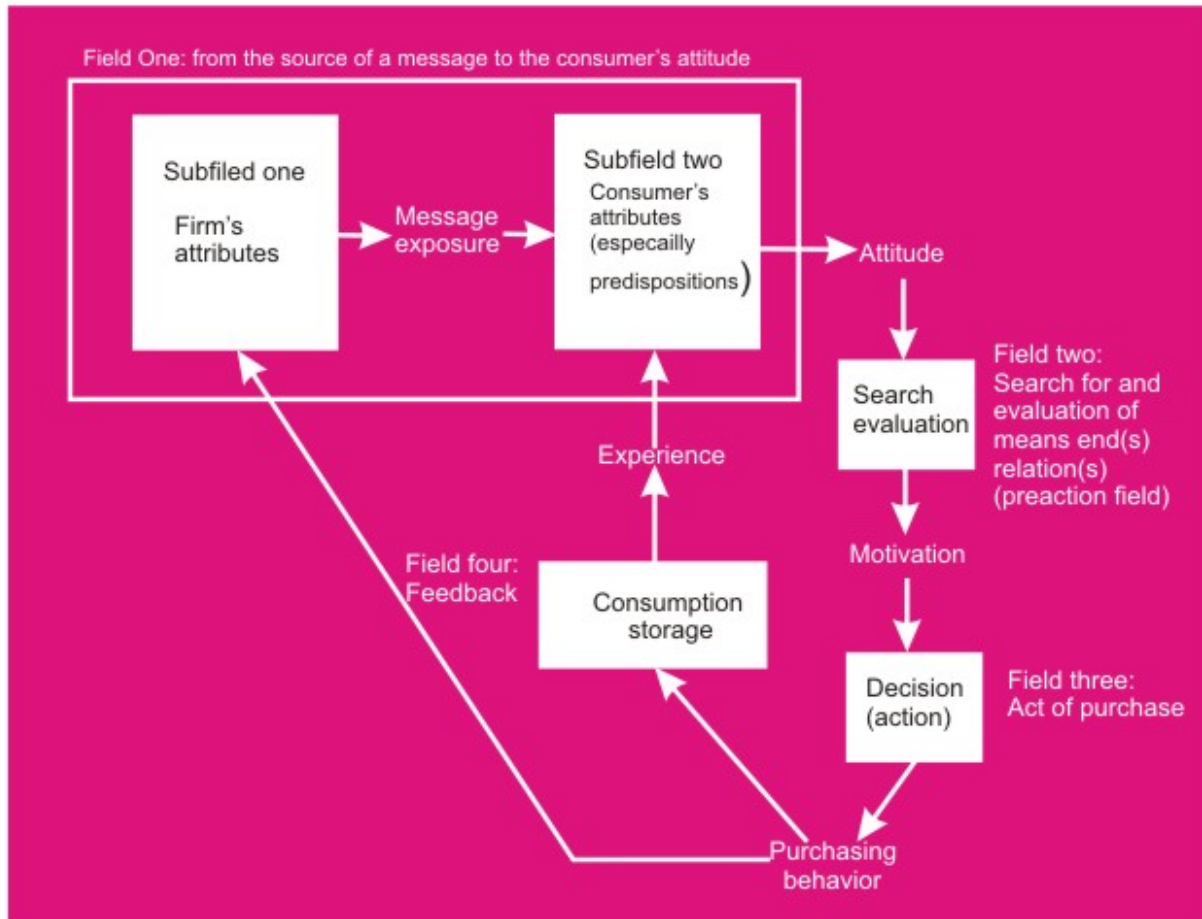 Field One: from the source of a message to the consumer's attitude
Subfiled one
Firm's
attributes
Message
exposure
Subfield two
Consumer's
attributes
(especailly
predispositions)
Attitude
Search
evaluation
Field two:
Search for and
evaluation of
means end(s)
relation(s)
(preaction field)
Experience
Motivation
Field four:
Feedback
Consumption
storage
Decision
(action)
Field three:
Act of purchase
Purchasing
behavior